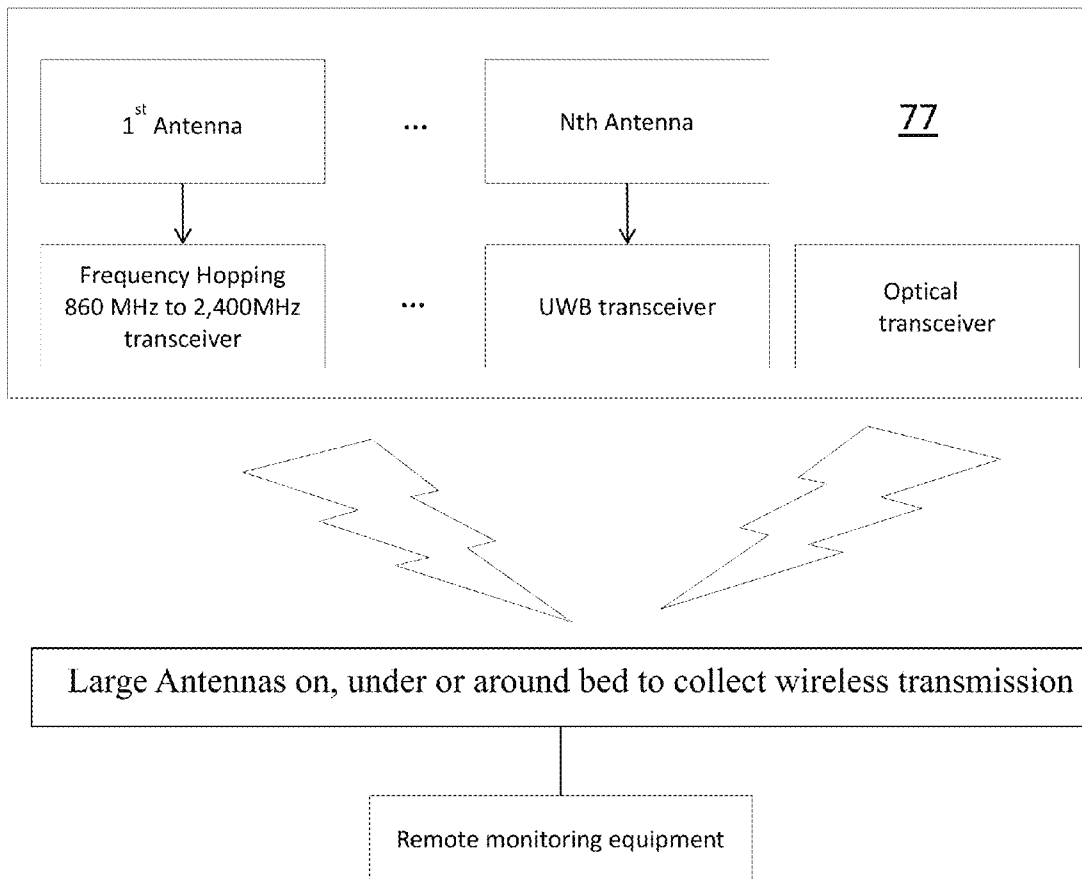 1st Antenna
...
Nth Antenna
77
Frequency Hopping
860 MHz to 2,400MHz
transceiver
...
UWB transceiver
Optical
transceiver
Large Antennas on, under or around bed to collect wireless transmission
Remote monitoring equipment